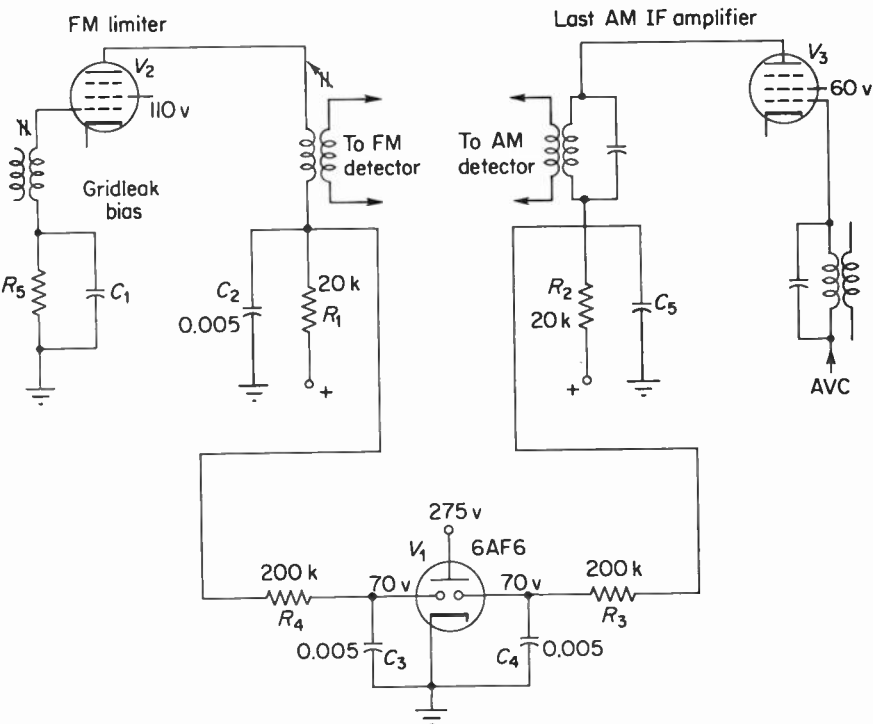 FM limiter
Last AM IF amplifier
V2
V3
110 v
60 v
To FM
detector
To AM
detector
Gridleak
bias
R5
C1
C2
0.005
20 k
R1
+
R2
20 k
C5
+
AVC
275 v
V1
6AF6
200 k
70 v
70 v
200 k
R4
R3
0.005
C3
C4
0.005